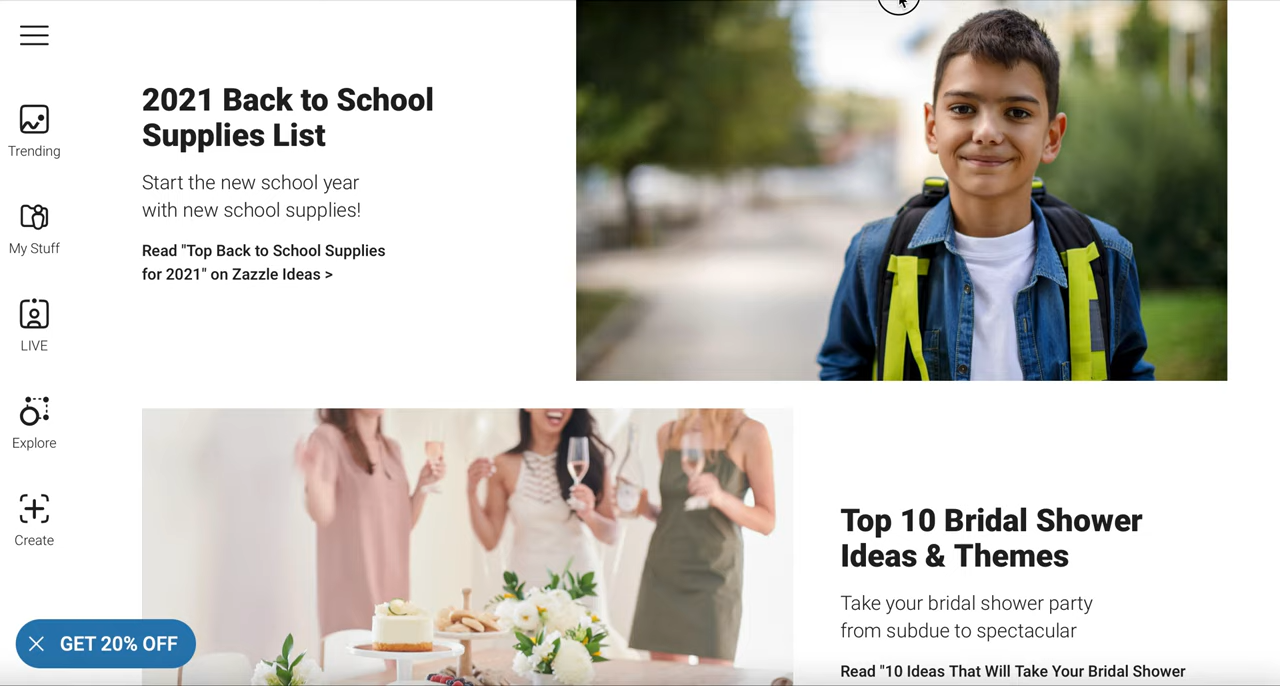 Trending
My Stuff
LIVE
Explore
Create
GET 20% OFF
2021 Back to School
Supplies List
Start the new school year
with new school supplies!
Read "Top Back to School Supplies
for 2021" on Zazzle Ideas >
Top 10 Bridal Shower
Ideas & Themes
Take your bridal shower party
from subdue to spectacular
Read "10 Ideas That Will Take Your Bridal Shower